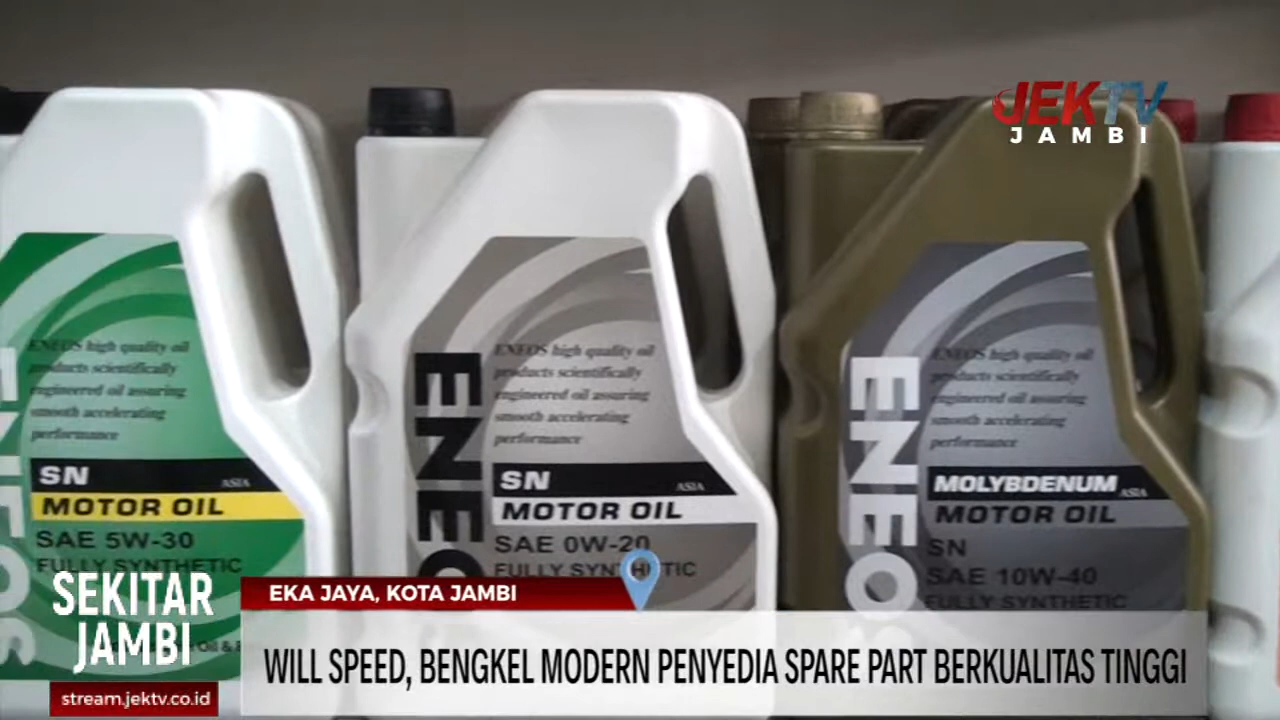 JEKTV
JAMBI
ENEOS high quality oil
products scientifically
engineered oil assuring
smooth accelerating
performance
SN ASIA
MOTOR OIL
SAE 5W-30
FULLY SYNTHETIC
ENEOS
ENEOS high quality oil
products scientifically
engineered oil assuring
smooth accelerating
performance
SN ASIA
MOTOR OIL
SAE 0W-20
FULLY SYNTHETIC
ENEO
ENEOS high quality oil
products scientifically
engineered oil assuring
smooth accelerating
performance
MOLYBDENUM ASIA
MOTOR OIL
SN
SAE 10W-40
FULLY SYNTHETIC
ENEOS
SEKITAR
JAMBI
stream.jektv.co.id
EKA JAYA, KOTA JAMBI
WILL SPEED, BENGKEL MODERN PENYEDIA SPARE PART BERKUALITAS TINGGI